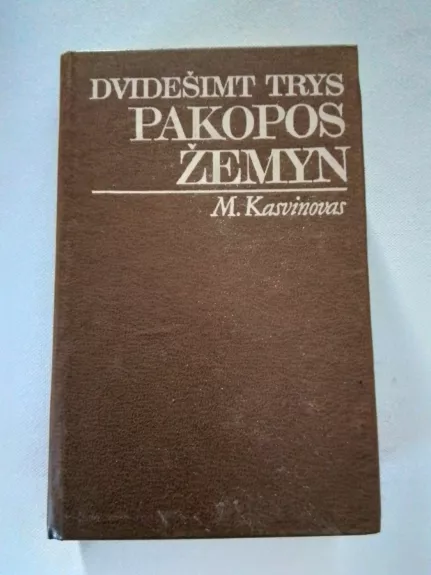 DVIDEŠIMT TRYS
PAKOPOS
ŽEMYN
M. Kasvinovas